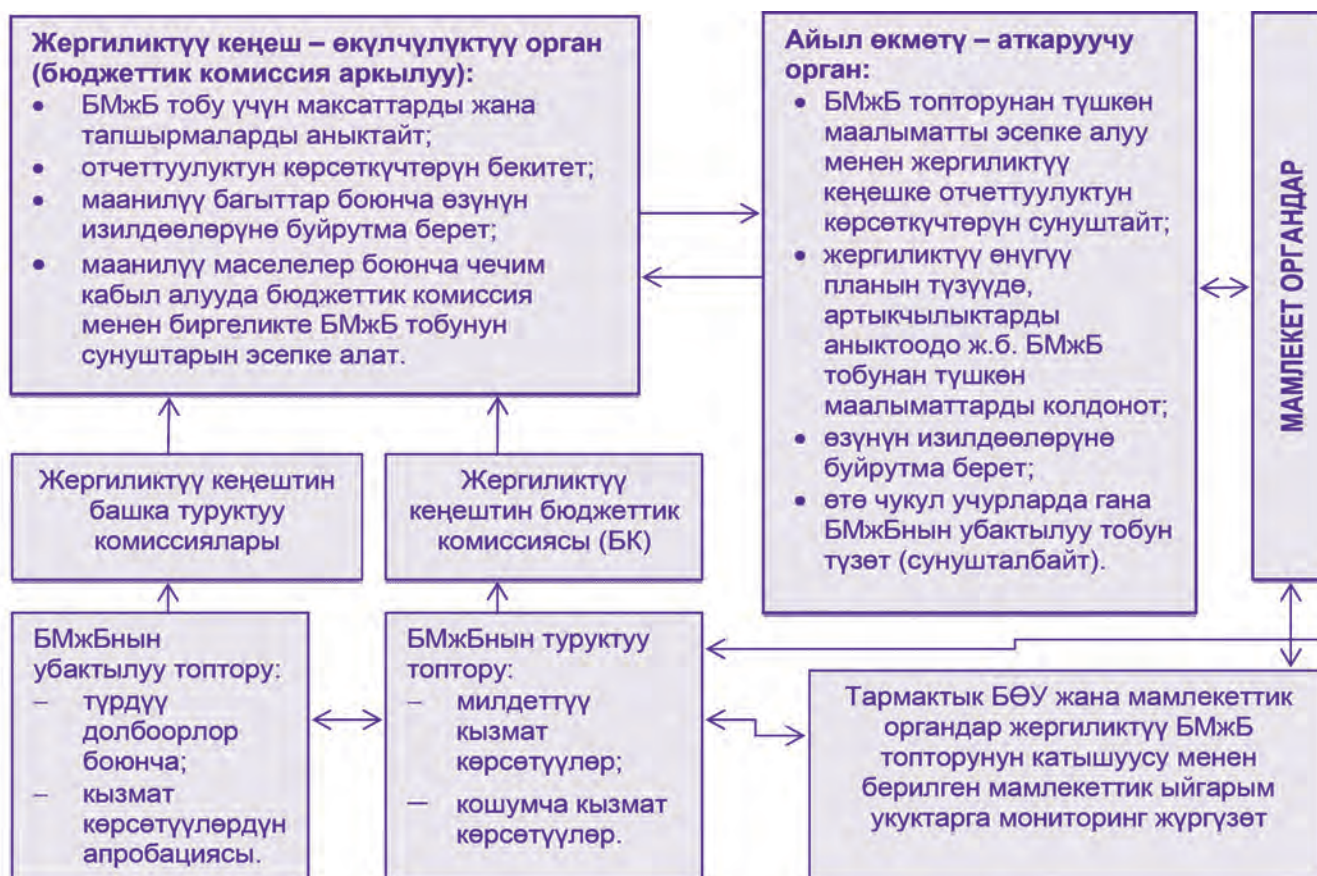 Жергиликтүү кеңеш – өкүлчүлүктүү орган
(бюджеттик комиссия аркылуу):
• БМжБ тобу үчүн максаттарды жана
тапшырмаларды аныктайт;
• отчеттуулуктун көрсөткүчтөрүн бекитет;
• маанилүү багыттар боюнча өзүнүн
изилдөөлөрүнө буйрутма берет;
• маанилүү маселелер боюнча чечим
кабыл алууда бюджеттик комиссия
менен биргеликте БМжБ тобунун
сунуштарын эсепке алат.
Айыл өкмөтү – аткаруучу
орган:
• БМжБ топторунан түшкөн
маалыматты эсепке алуу
менен жергиликтүү
кеңешке отчеттуулуктун
көрсөткүчтөрүн сунуштайт;
• жергиликтүү өнүгүү
планын түзүүдө,
артыкчылыктарды
аныктоодо ж.б. БМжБ
тобунан түшкөн
маалыматтарды колдонот;
• өзүнүн изилдөөлөрүнө
буйрутма берет;
• өтө чукул учурларда гана
БМжБнын убактылуу тобун
түзөт (сунушталбайт).
МАМЛЕКЕТ ОРГАНДАР
Жергиликтүү кеңештин
башка туруктуу
комиссиялары
Жергиликтүү
кеңештин бюджеттик
комиссиясы (БК)
БМжБнын
убактылуу топтору:
– түрдүү
долбоорлор
боюнча;
– кызмат
көрсөтүүлөрдүн
апробациясы.
БМжБнын туруктуу
топтору:
– милдеттүү
кызмат
көрсөтүүлөр;
– кошумча кызмат
көрсөтүүлөр.
Тармактык БӨУ жана мамлекеттик
органдар жергиликтүү БМжБ
топторунун катышуусу менен
берилген мамлекеттик ыйгарым
укуктарга мониторинг жүргүзөт